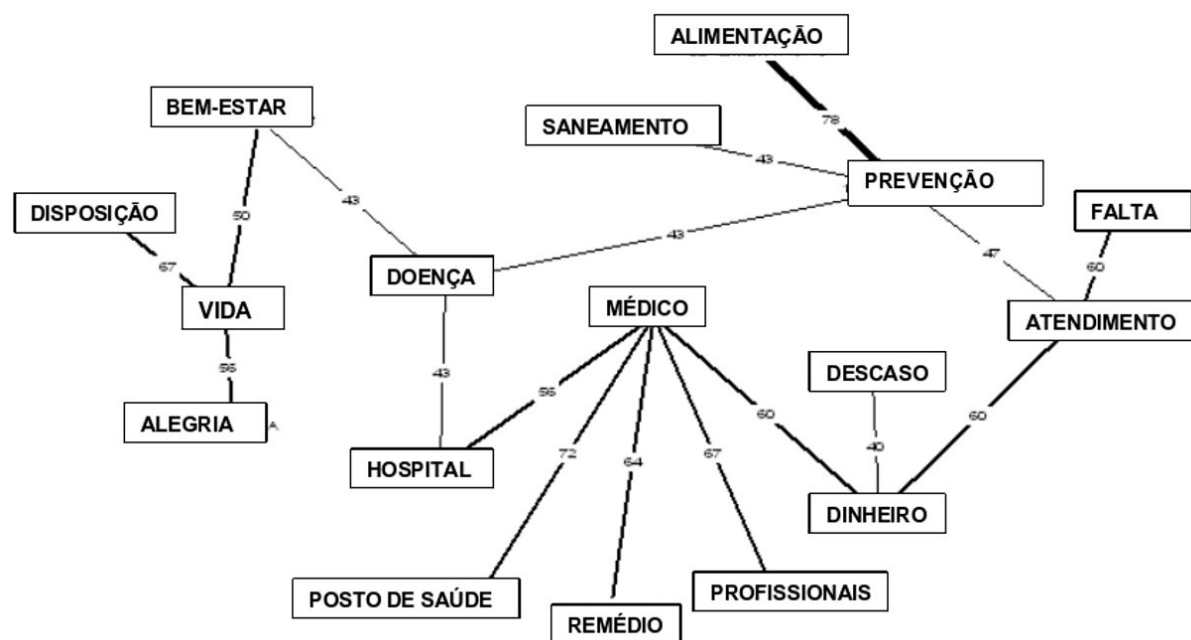 ALIMENTAÇÃO
BEM-ESTAR
SANEAMENTO
78
43
PREVENÇÃO
DISPOSIÇÃO
43
50
FALTA
43
47
60
67
DOENÇA
VIDA
MÉDICO
ATENDIMENTO
56
43
DESCASO
56
60
60
ALEGRIA
A
40
HOSPITAL
72
64
67
DINHEIRO
POSTO DE SAÚDE
PROFISSIONAIS
REMÉDIO